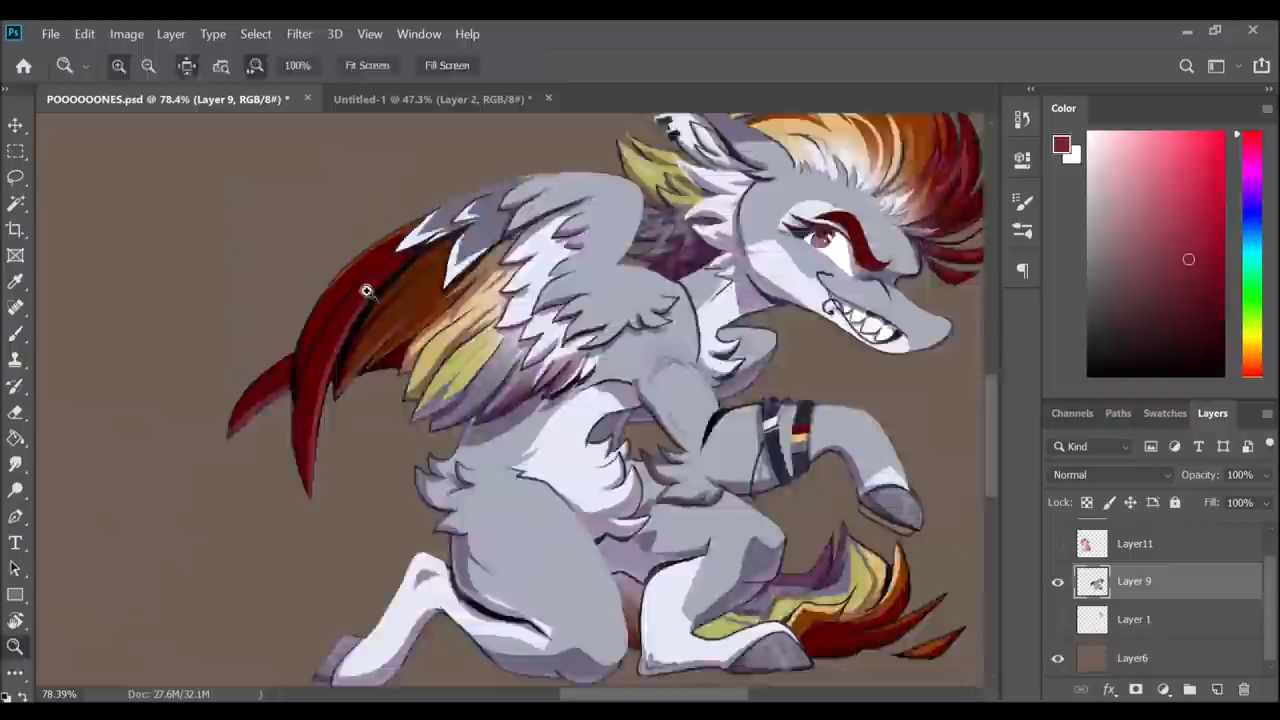 Ps File Edit Image Layer Type Select Filter 3D View Window Help
100% Fit Screen Fill Screen
POOOOOONES.psd @ 78.4% (Layer 9, RGB/8#) * × Untitled-1 @ 47.3% (Layer 2, RGB/8#) * ×
Color
Channels Paths Swatches Layers
Kind
Normal Opacity: 100%
Lock: Fill: 100%
Layer11
Layer 9
Layer 1
Layer6
78.39% Doc: 27.6M/32.1M